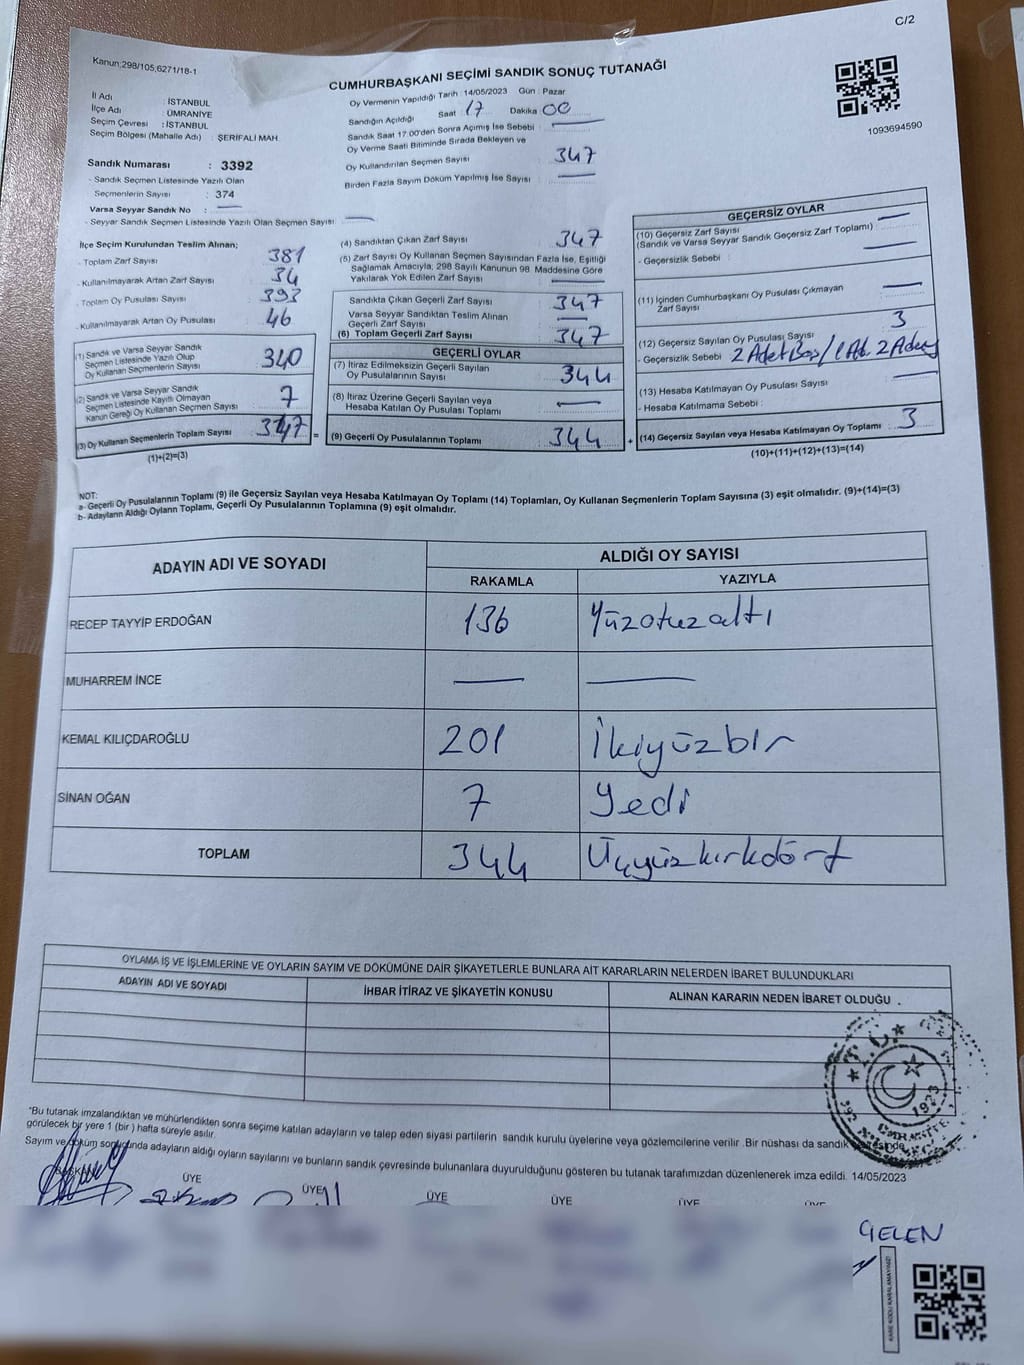 C/2
Kanun;298/105,6271/18-1
CUMHURBAŞKANI SEÇİMİ SANDIK SONUÇ TUTANAĞI
1093694590
İl Adı : İSTANBUL
İlçe Adı : ÜMRANİYE
Seçim Çevresi : İSTANBUL
Seçim Bölgesi (Mahalle Adı) : ŞERİFALİ MAH.
Sandık Numarası : 3392
- Sandık Seçmen Listesinde Yazılı Olan
Seçmenlerin Sayısı : 374
Varsa Seyyar Sandık No :
- Seyyar Sandık Seçmen Listesinde Yazılı Olan Seçmen Sayısı :
Oy Vermenin Yapıldığı Tarih : 14/05/2023 Gün : Pazar
Sandığın Açıldığı Saat 17 Dakika 00
Sandık Saat 17.00'den Sonra Açımış İse Sebebi :
Oy Verme Saati Bitiminde Sırada Bekleyen ve
Oy Kullandırılan Seçmen Sayısı 347
Birden Fazla Sayım Döküm Yapılmış İse Sayısı :
İlçe Seçim Kurulundan Teslim Alınan;
- Toplam Zarf Sayısı 381
- Kullanılmayarak Artan Zarf Sayısı 34
- Toplam Oy Pusulası Sayısı 393
- Kullanılmayarak Artan Oy Pusulası 46
(1) Sandık ve Varsa Seyyar Sandık
Seçmen Listesinde Yazılı Olup
Oy Kullanan Seçmenlerin Sayısı 340
(2) Sandık ve Varsa Seyyar Sandık
Seçmen Listesinde Kayıtlı Olmayan
Kanun Gereği Oy Kullanan Seçmen Sayısı 7
(3) Oy Kullanan Seçmenlerin Toplam Sayısı 347 =
(1)+(2)=(3)
(4) Sandıktan Çıkan Zarf Sayısı 347
(5) Zarf Sayısı Oy Kullanan Seçmen Sayısından Fazla İse, Eşitliği
Sağlamak Amacıyla; 298 Sayılı Kanunun 98. Maddesine Göre
Yakılarak Yok Edilen Zarf Sayısı :
Sandıkta Çıkan Geçerli Zarf Sayısı 347
Varsa Seyyar Sandıktan Teslim Alınan
Geçerli Zarf Sayısı
(6) Toplam Geçerli Zarf Sayısı 347
GEÇERLİ OYLAR
(7) İtiraz Edilmeksizin Geçerli Sayılan
Oy Pusulalarının Sayısı 344
(8) İtiraz Üzerine Geçerli Sayılan veya
Hesaba Katılan Oy Pusulası Toplamı
(9) Geçerli Oy Pusulalarının Toplamı 344 +
GEÇERSİZ OYLAR
(10) Geçersiz Zarf Sayısı
(Sandık ve Varsa Seyyar Sandık Geçersiz Zarf Toplamı)
- Geçersizlik Sebebi :
(11) İçinden Cumhurbaşkanı Oy Pusulası Çıkmayan
Zarf Sayısı
(12) Geçersiz Sayılan Oy Pusulası Sayısı 3
- Geçersizlik Sebebi 2 Adet Boş / 1 Ad. 2 Aday
(13) Hesaba Katılmayan Oy Pusulası Sayısı
- Hesaba Katılmama Sebebi :
(14) Geçersiz Sayılan veya Hesaba Katılmayan Oy Toplamı 3
(10)+(11)+(12)+(13)=(14)
NOT:
a- Geçerli Oy Pusulalarının Toplamı (9) ile Geçersiz Sayılan veya Hesaba Katılmayan Oy Toplamı (14) Toplamları, Oy Kullanan Seçmenlerin Toplam Sayısına (3) eşit olmalıdır. (9)+(14)=(3)
b- Adayların Aldığı Oyların Toplamı, Geçerli Oy Pusulalarının Toplamına (9) eşit olmalıdır.
ADAYIN ADI VE SOYADI ALDIĞI OY SAYISI
RAKAMLA YAZIYLA
RECEP TAYYİP ERDOĞAN 136 Yüzotuzaltı
MUHARREM İNCE
KEMAL KILIÇDAROĞLU 201 İkiyüzbir
SİNAN OĞAN 7 Yedi
TOPLAM 344 Üçyüzkırkdört
OYLAMA İŞ VE İŞLEMLERİNE VE OYLARIN SAYIM VE DÖKÜMÜNE DAİR ŞİKAYETLERLE BUNLARA AİT KARARLARIN NELERDEN İBARET BULUNDUKLARI
ADAYIN ADI VE SOYADI İHBAR İTİRAZ VE ŞİKAYETİN KONUSU ALINAN KARARIN NEDEN İBARET OLDUĞU .
T.C.
1923
"Bu tutanak imzalandıktan ve mühürlendikten sonra seçime katılan adayların ve talep eden siyasi partilerin sandık kurulu üyelerine veya gözlemcilerine verilir .Bir nüshası da sandık çevresinde
görülecek bir yere 1 (bir ) hafta süreyle asılır.
Sayım ve döküm sonucunda adayların aldığı oyların sayılarını ve bunların sandık çevresinde bulunanlara duyurulduğunu gösteren bu tutanak tarafımızdan düzenlenerek imza edildi. 14/05/2023
BAŞKAN ÜYE ÜYE ÜYE ÜYE ÜYE ÜYE
GELEN
KARE KODU KARALAMAYINIZ!